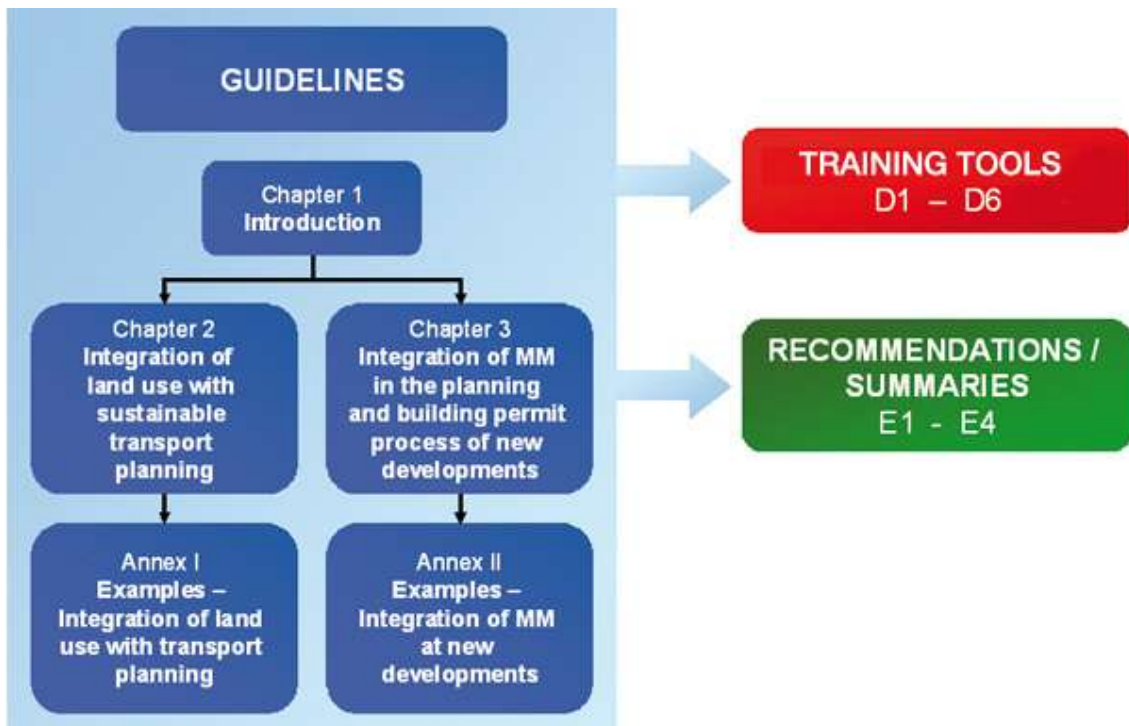 GUIDELINES
Chapter 1
Introduction
Chapter 2
Integration of
land use with
sustainable
transport
planning
Chapter 3
Integration of MM
in the planning
and building permit
process of new
developments
Annex I
Examples –
Integration of land
use with transport
planning
Annex II
Examples –
Integration of MM
at new
developments
TRAINING TOOLS
D1 – D6
RECOMMENDATIONS /
SUMMARIES
E1 - E4